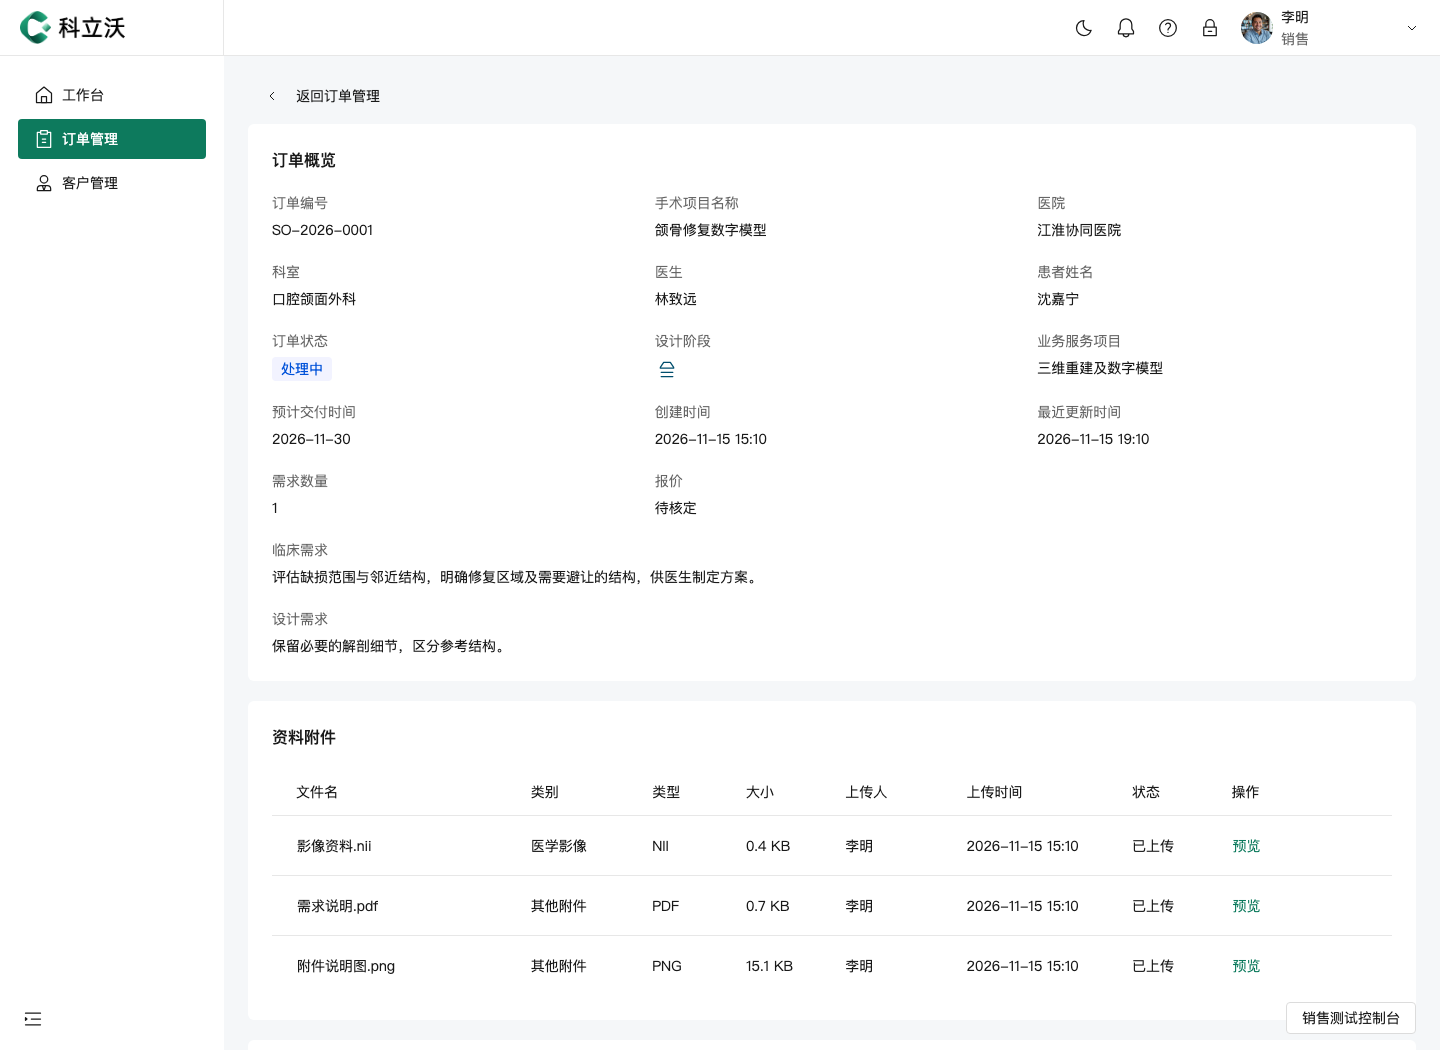 科立沃
李明
销售
工作台
订单管理
客户管理
返回订单管理
订单概览
订单编号 手术项目名称 医院
SO-2026-0001 颌骨修复数字模型 江淮协同医院
科室 医生 患者姓名
口腔颌面外科 林致远 沈嘉宁
订单状态 设计阶段 业务服务项目
处理中 三维重建及数字模型
预计交付时间 创建时间 最近更新时间
2026-11-30 2026-11-15 15:10 2026-11-15 19:10
需求数量 报价
1 待核定
临床需求
评估缺损范围与邻近结构，明确修复区域及需要避让的结构，供医生制定方案。
设计需求
保留必要的解剖细节，区分参考结构。
资料附件
文件名 类别 类型 大小 上传人 上传时间 状态 操作
影像资料.nii 医学影像 NII 0.4 KB 李明 2026-11-15 15:10 已上传 预览
需求说明.pdf 其他附件 PDF 0.7 KB 李明 2026-11-15 15:10 已上传 预览
附件说明图.png 其他附件 PNG 15.1 KB 李明 2026-11-15 15:10 已上传 预览
销售测试控制台